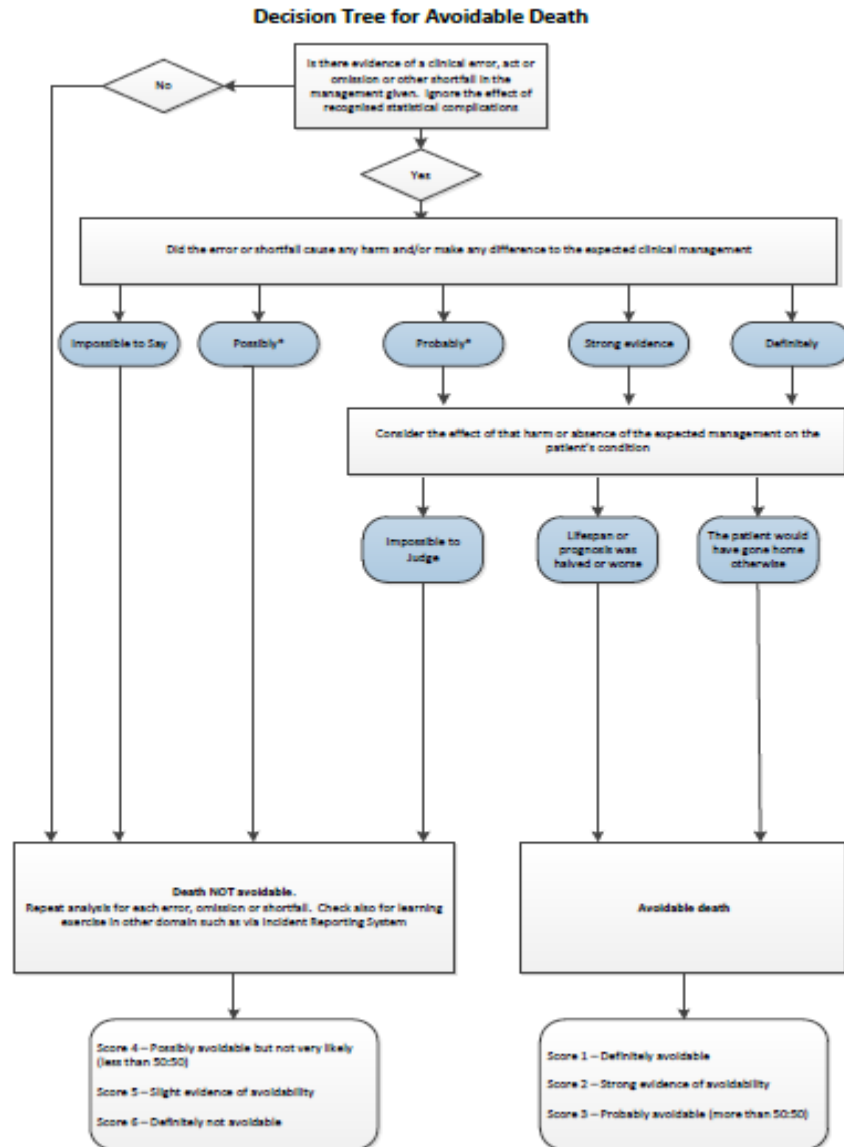 Decision Tree for Avoidable Death
Is there evidence of a clinical error, act or
omission or other shortfall in the
management given. Ignore the effect of
recognised statistical complications
No
Yes
Did the error or shortfall cause any harm and/or make any difference to the expected clinical management
Impossible to Say
Possibly*
Probably*
Strong evidence
Definitely
Consider the effect of that harm or absence of the expected management on the
patient's condition
Impossible to
Judge
Lifespan or
prognosis was
halved or worse
The patient would
have gone home
otherwise
Death NOT avoidable.
Repeat analysis for each error, omission or shortfall. Check also for learning
exercise in other domain such as via Incident Reporting System
Avoidable death
Score 4 – Possibly avoidable but not very likely
(less than 50:50)
Score 5 – Slight evidence of avoidability
Score 6 – Definitely not avoidable
Score 1 – Definitely avoidable
Score 2 – Strong evidence of avoidability
Score 3 – Probably avoidable (more than 50:50)